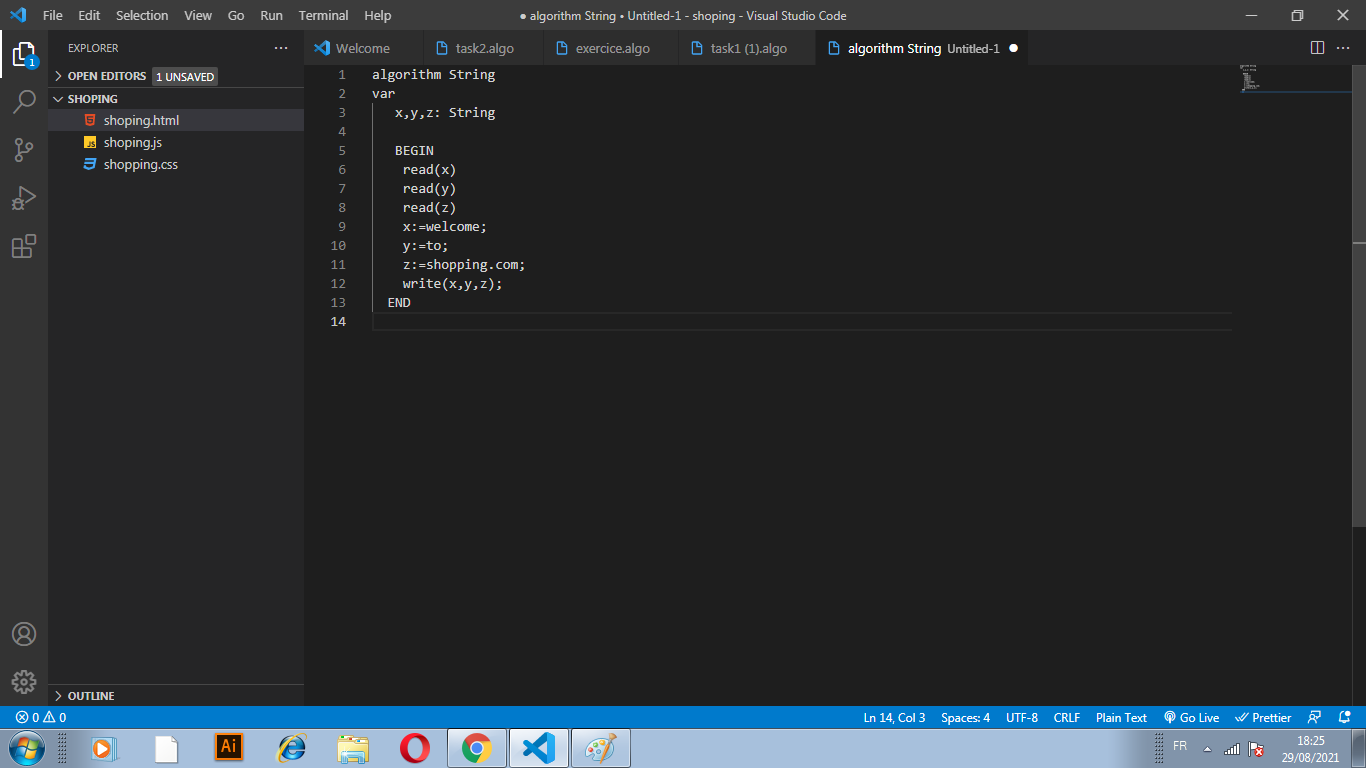 File Edit Selection View Go Run Terminal Help ● algorithm String • Untitled-1 - shoping - Visual Studio Code
EXPLORER
Welcome task2.algo exercice.algo task1 (1).algo algorithm String Untitled-1
OPEN EDITORS 1 UNSAVED
SHOPING
shoping.html
JS shoping.js
shopping.css
1 algorithm String
2 var
3 x,y,z: String
4
5 BEGIN
6 read(x)
7 read(y)
8 read(z)
9 x:=welcome;
10 y:=to;
11 z:=shopping.com;
12 write(x,y,z);
13 END
14
1
OUTLINE
0 0 Ln 14, Col 3 Spaces: 4 UTF-8 CRLF Plain Text Go Live Prettier
Ai FR 18:25
29/08/2021